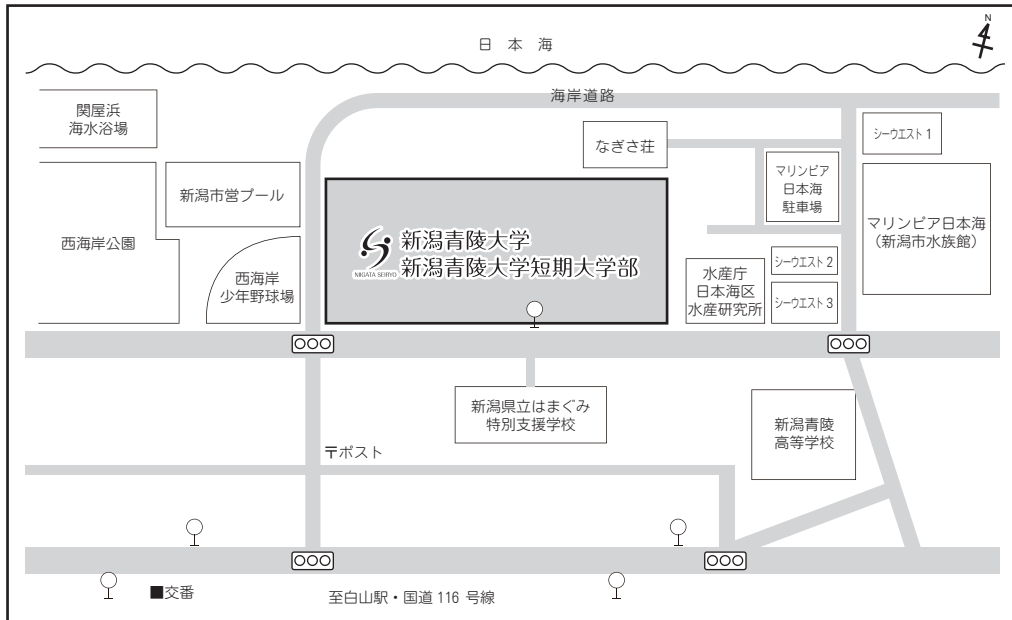 N
日本海
海岸道路
関屋浜
海水浴場
なぎさ荘
シーウエスト1
マリンピア
日本海
駐車場
新潟市営プール
マリンピア日本海
(新潟市水族館)
西海岸公園
新潟青陵大学
新潟青陵大学短期大学部
NIIGATA SEIRYO
西海岸
少年野球場
水産庁
日本海区
水産研究所
シーウエスト2
シーウエスト3
新潟県立はまぐみ
特別支援学校
新潟青陵
高等学校
〒ポスト
■交番
至白山駅・国道116号線